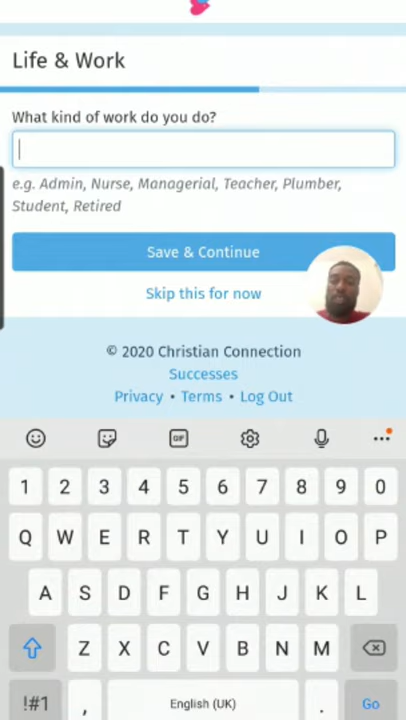 Life & Work
What kind of work do you do?
e.g. Admin, Nurse, Managerial, Teacher, Plumber,
Student, Retired
Save & Continue
Skip this for now
© 2020 Christian Connection
Successes
Privacy • Terms • Log Out
GIF
1 2 3 4 5 6 7 8 9 0
Q W E R T Y U I O P
A S D F G H J K L
Z X C V B N M
!#1 , English (UK) . Go